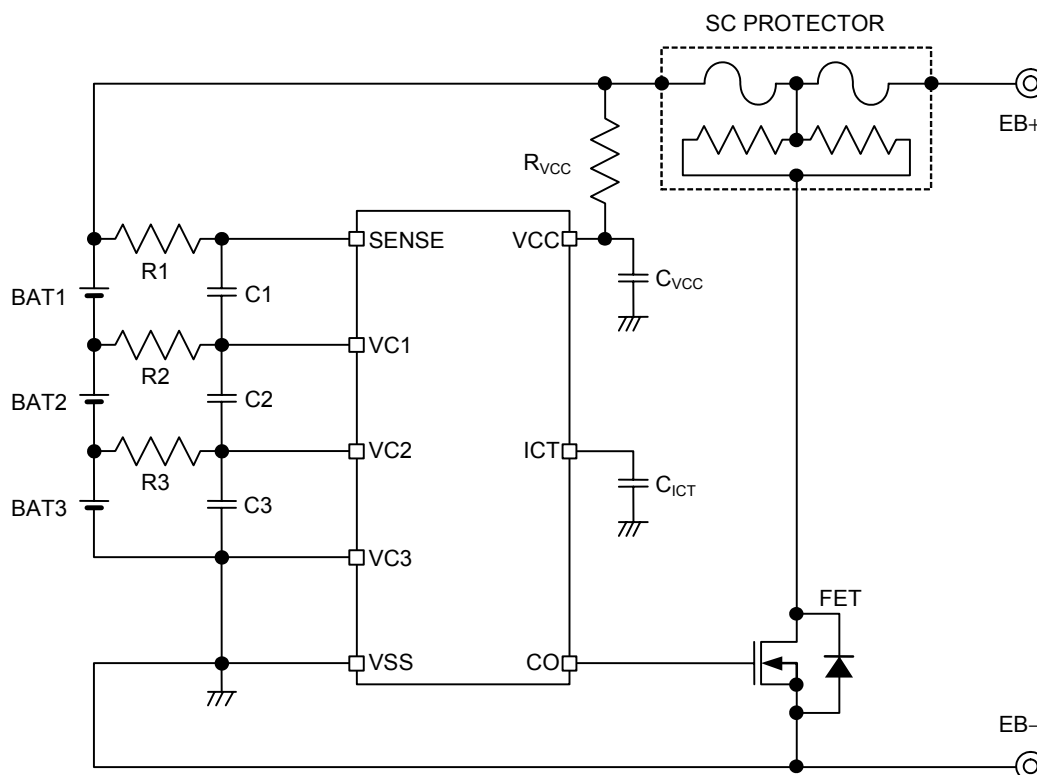 SC PROTECTOR
EB+
RVCC
SENSE
VCC
R1
CVCC
BAT1
C1
VC1
R2
BAT2
C2
VC2
ICT
R3
CICT
BAT3
C3
VC3
FET
VSS
CO
EB−